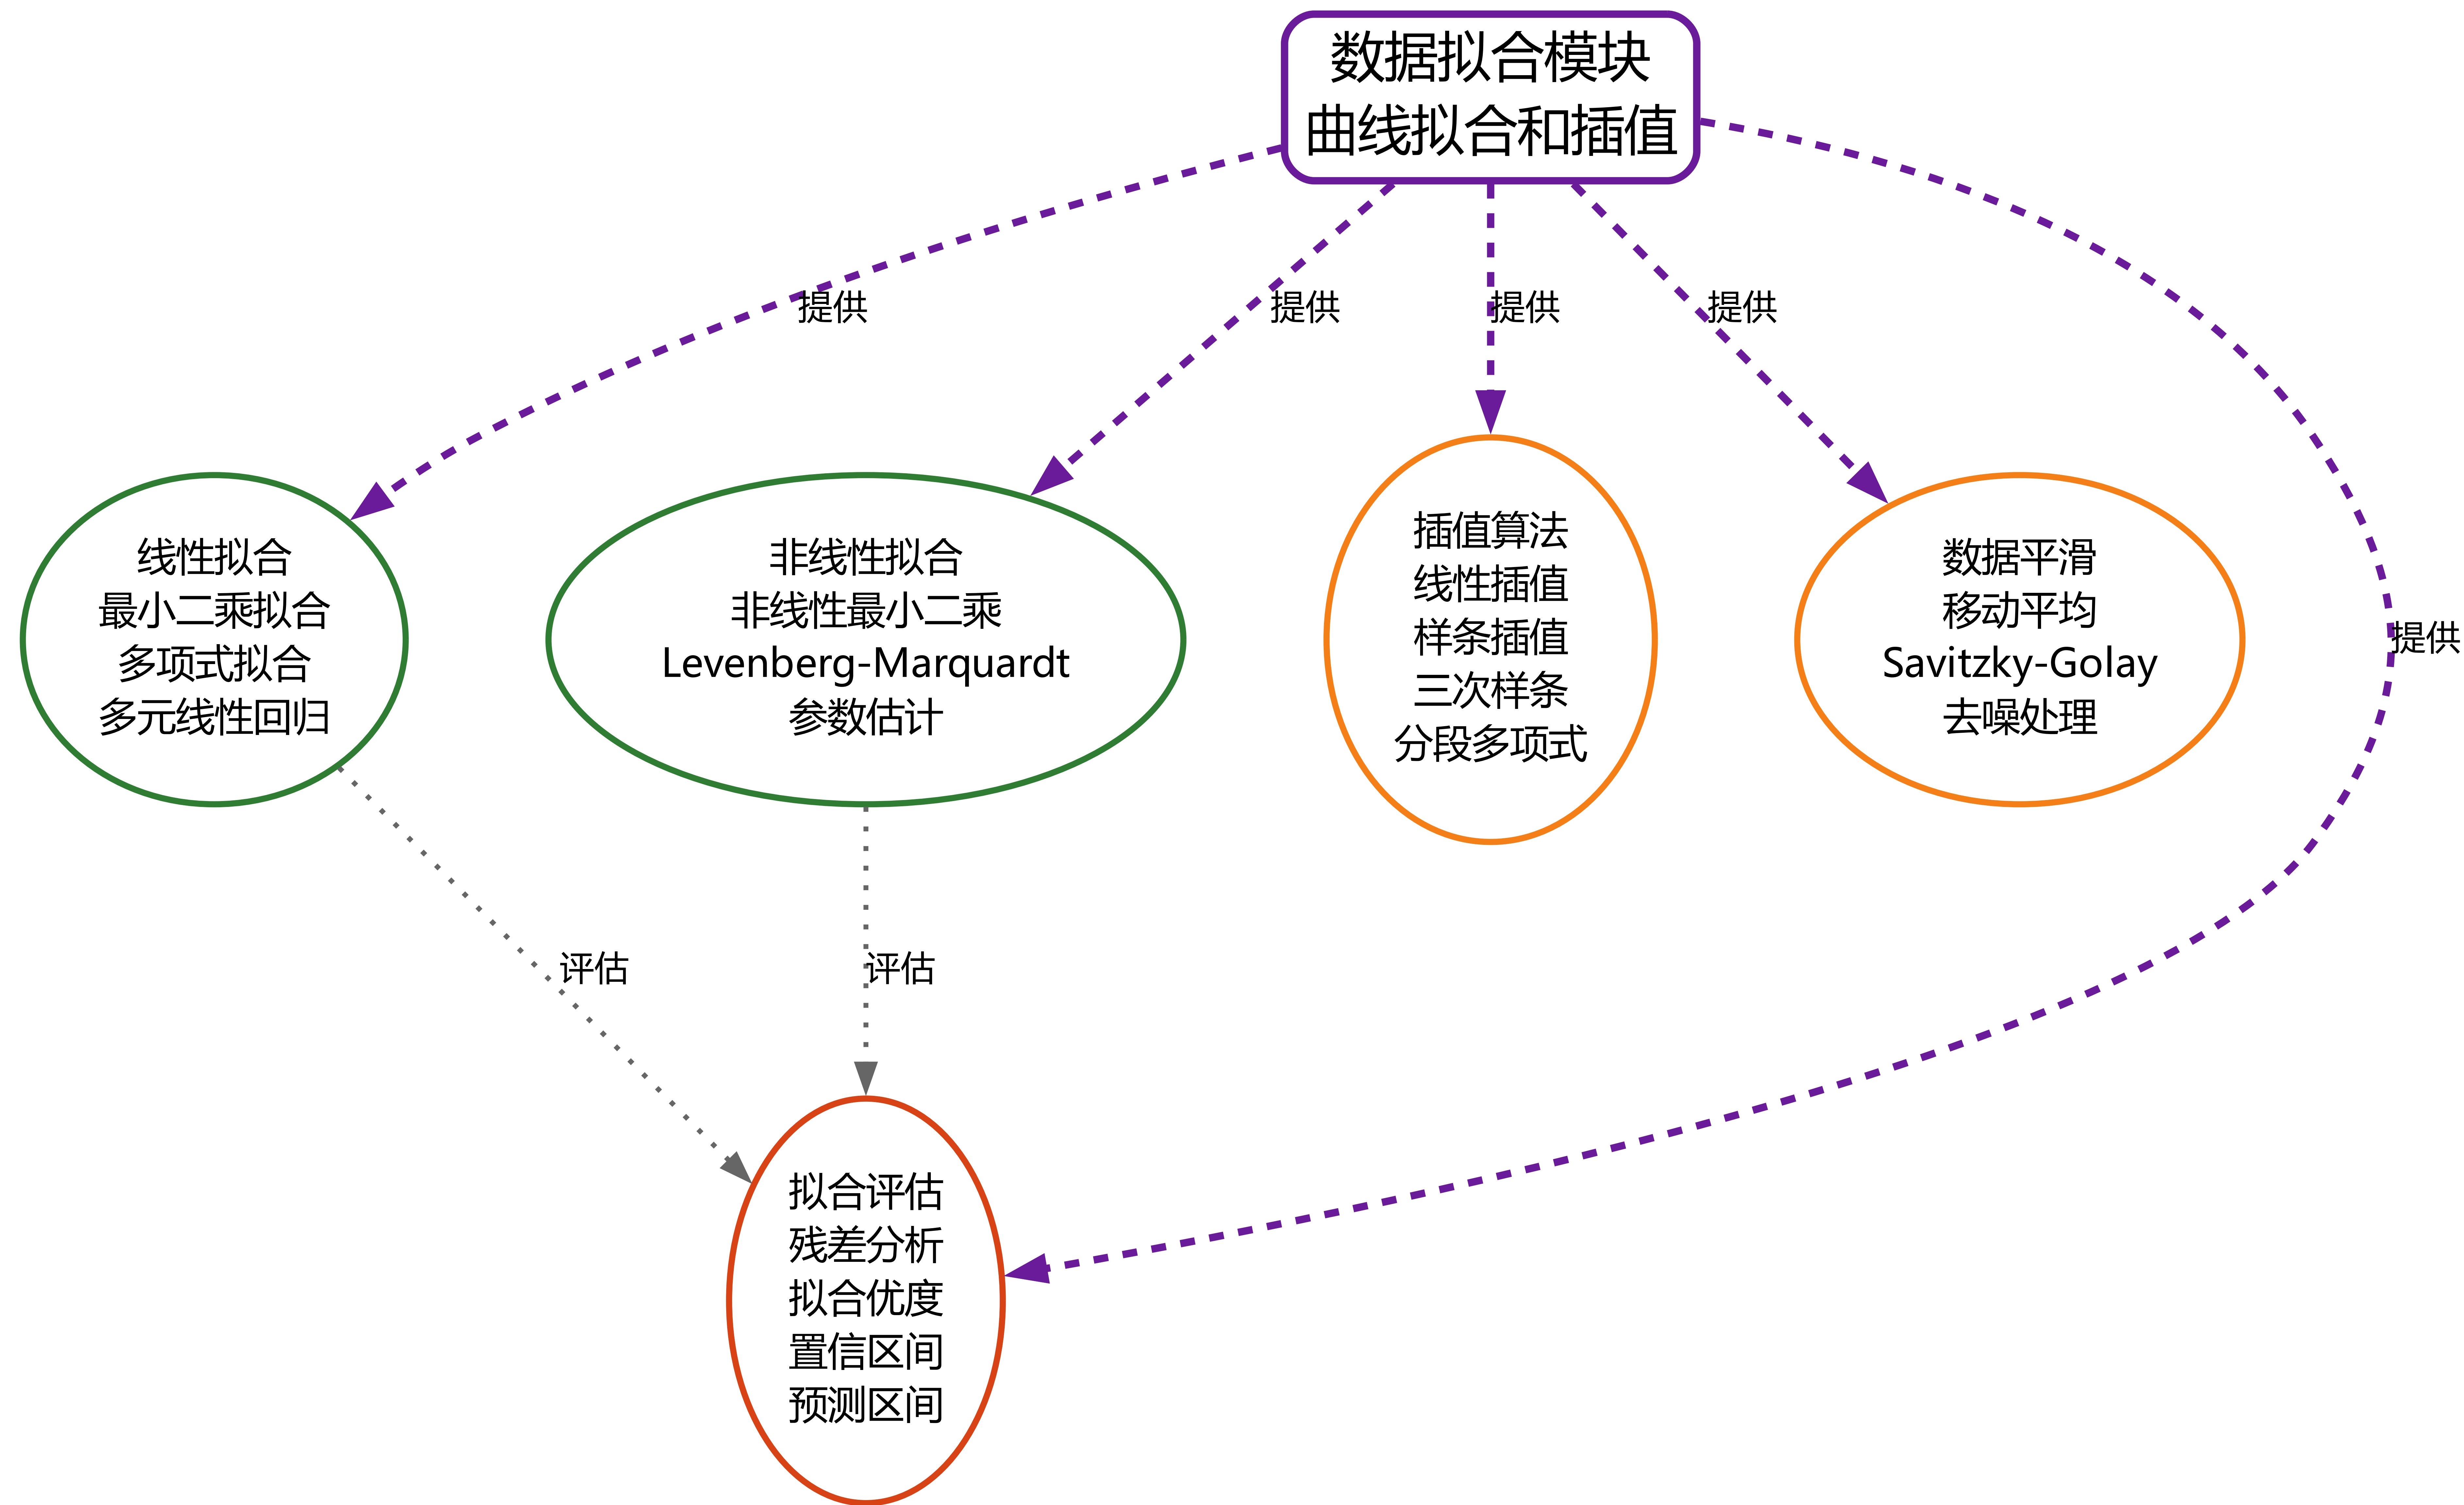 数据拟合模块
曲线拟合和插值
提供
提供
提供
提供
线性拟合
最小二乘拟合
多项式拟合
多元线性回归
非线性拟合
非线性最小二乘
Levenberg-Marquardt
参数估计
插值算法
线性插值
样条插值
三次样条
分段多项式
数据平滑
移动平均
Savitzky-Golay
去噪处理
提供
评估
评估
拟合评估
残差分析
拟合优度
置信区间
预测区间